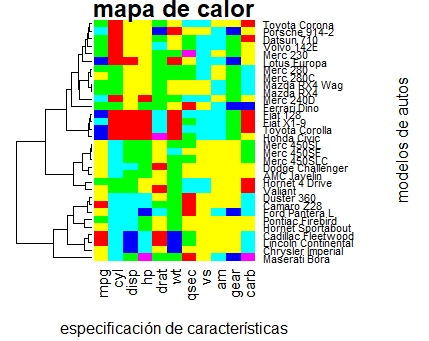 mapa de calor
Toyota Corona
Porsche 914-2
Datsun 710
Volvo 142E
Merc 230
Lotus Europa
Merc 280
Merc 280C
Mazda RX4 Wag
Mazda RX4
Merc 240D
Ferrari Dino
Fiat 128
Fiat X1-9
Toyota Corolla
Honda Civic
Merc 450SL
Merc 450SE
Merc 450SLC
Dodge Challenger
AMC Javelin
Hornet 4 Drive
Valiant
Duster 360
Camaro Z28
Ford Pantera L
Pontiac Firebird
Hornet Sportabout
Cadillac Fleetwood
Lincoln Continental
Chrysler Imperial
Maserati Bora
modelos de autos
mpg
cyl
disp
hp
drat
wt
qsec
vs
am
gear
carb
especificación de características